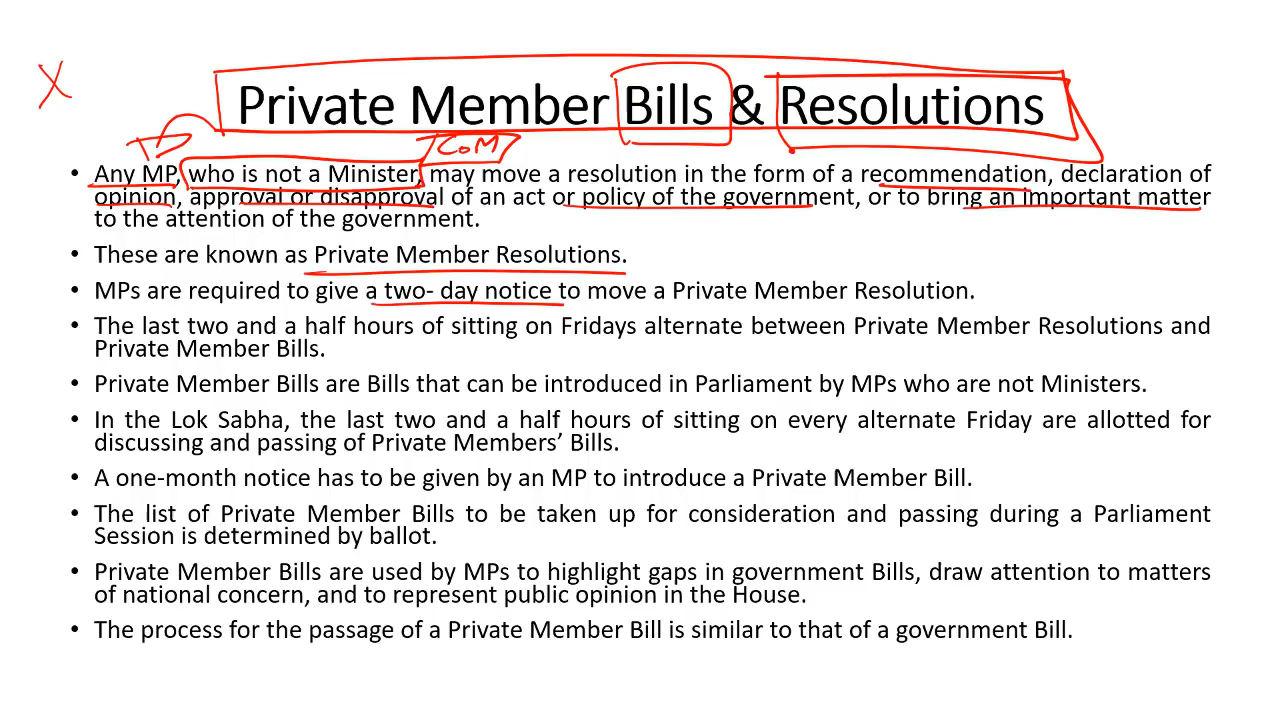 Private Member Bills & Resolutions
COM
• Any MP, who is not a Minister, may move a resolution in the form of a recommendation, declaration of
opinion, approval or disapproval of an act or policy of the government, or to bring an important matter
to the attention of the government.
• These are known as Private Member Resolutions.
• MPs are required to give a two- day notice to move a Private Member Resolution.
• The last two and a half hours of sitting on Fridays alternate between Private Member Resolutions and
Private Member Bills.
• Private Member Bills are Bills that can be introduced in Parliament by MPs who are not Ministers.
• In the Lok Sabha, the last two and a half hours of sitting on every alternate Friday are allotted for
discussing and passing of Private Members’ Bills.
• A one-month notice has to be given by an MP to introduce a Private Member Bill.
• The list of Private Member Bills to be taken up for consideration and passing during a Parliament
Session is determined by ballot.
• Private Member Bills are used by MPs to highlight gaps in government Bills, draw attention to matters
of national concern, and to represent public opinion in the House.
• The process for the passage of a Private Member Bill is similar to that of a government Bill.